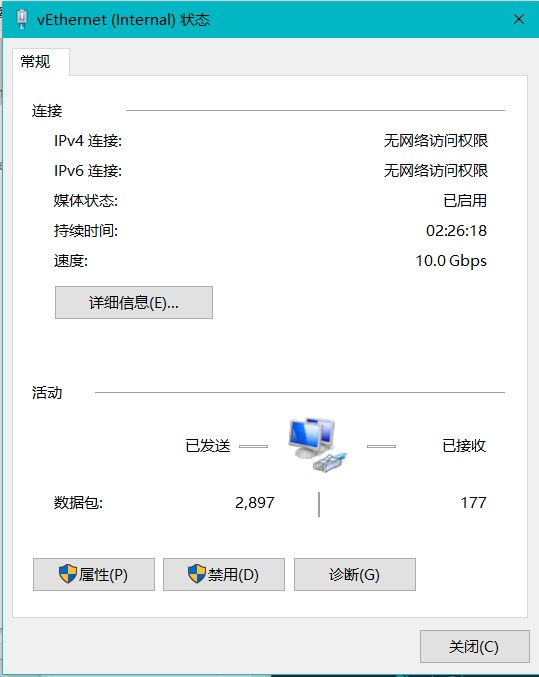 vEthernet (Internal) 状态
常规
连接
IPv4 连接: 无网络访问权限
IPv6 连接: 无网络访问权限
媒体状态: 已启用
持续时间: 02:26:18
速度: 10.0 Gbps
详细信息(E)...
活动
已发送 已接收
数据包: 2,897 177
属性(P) 禁用(D) 诊断(G)
关闭(C)